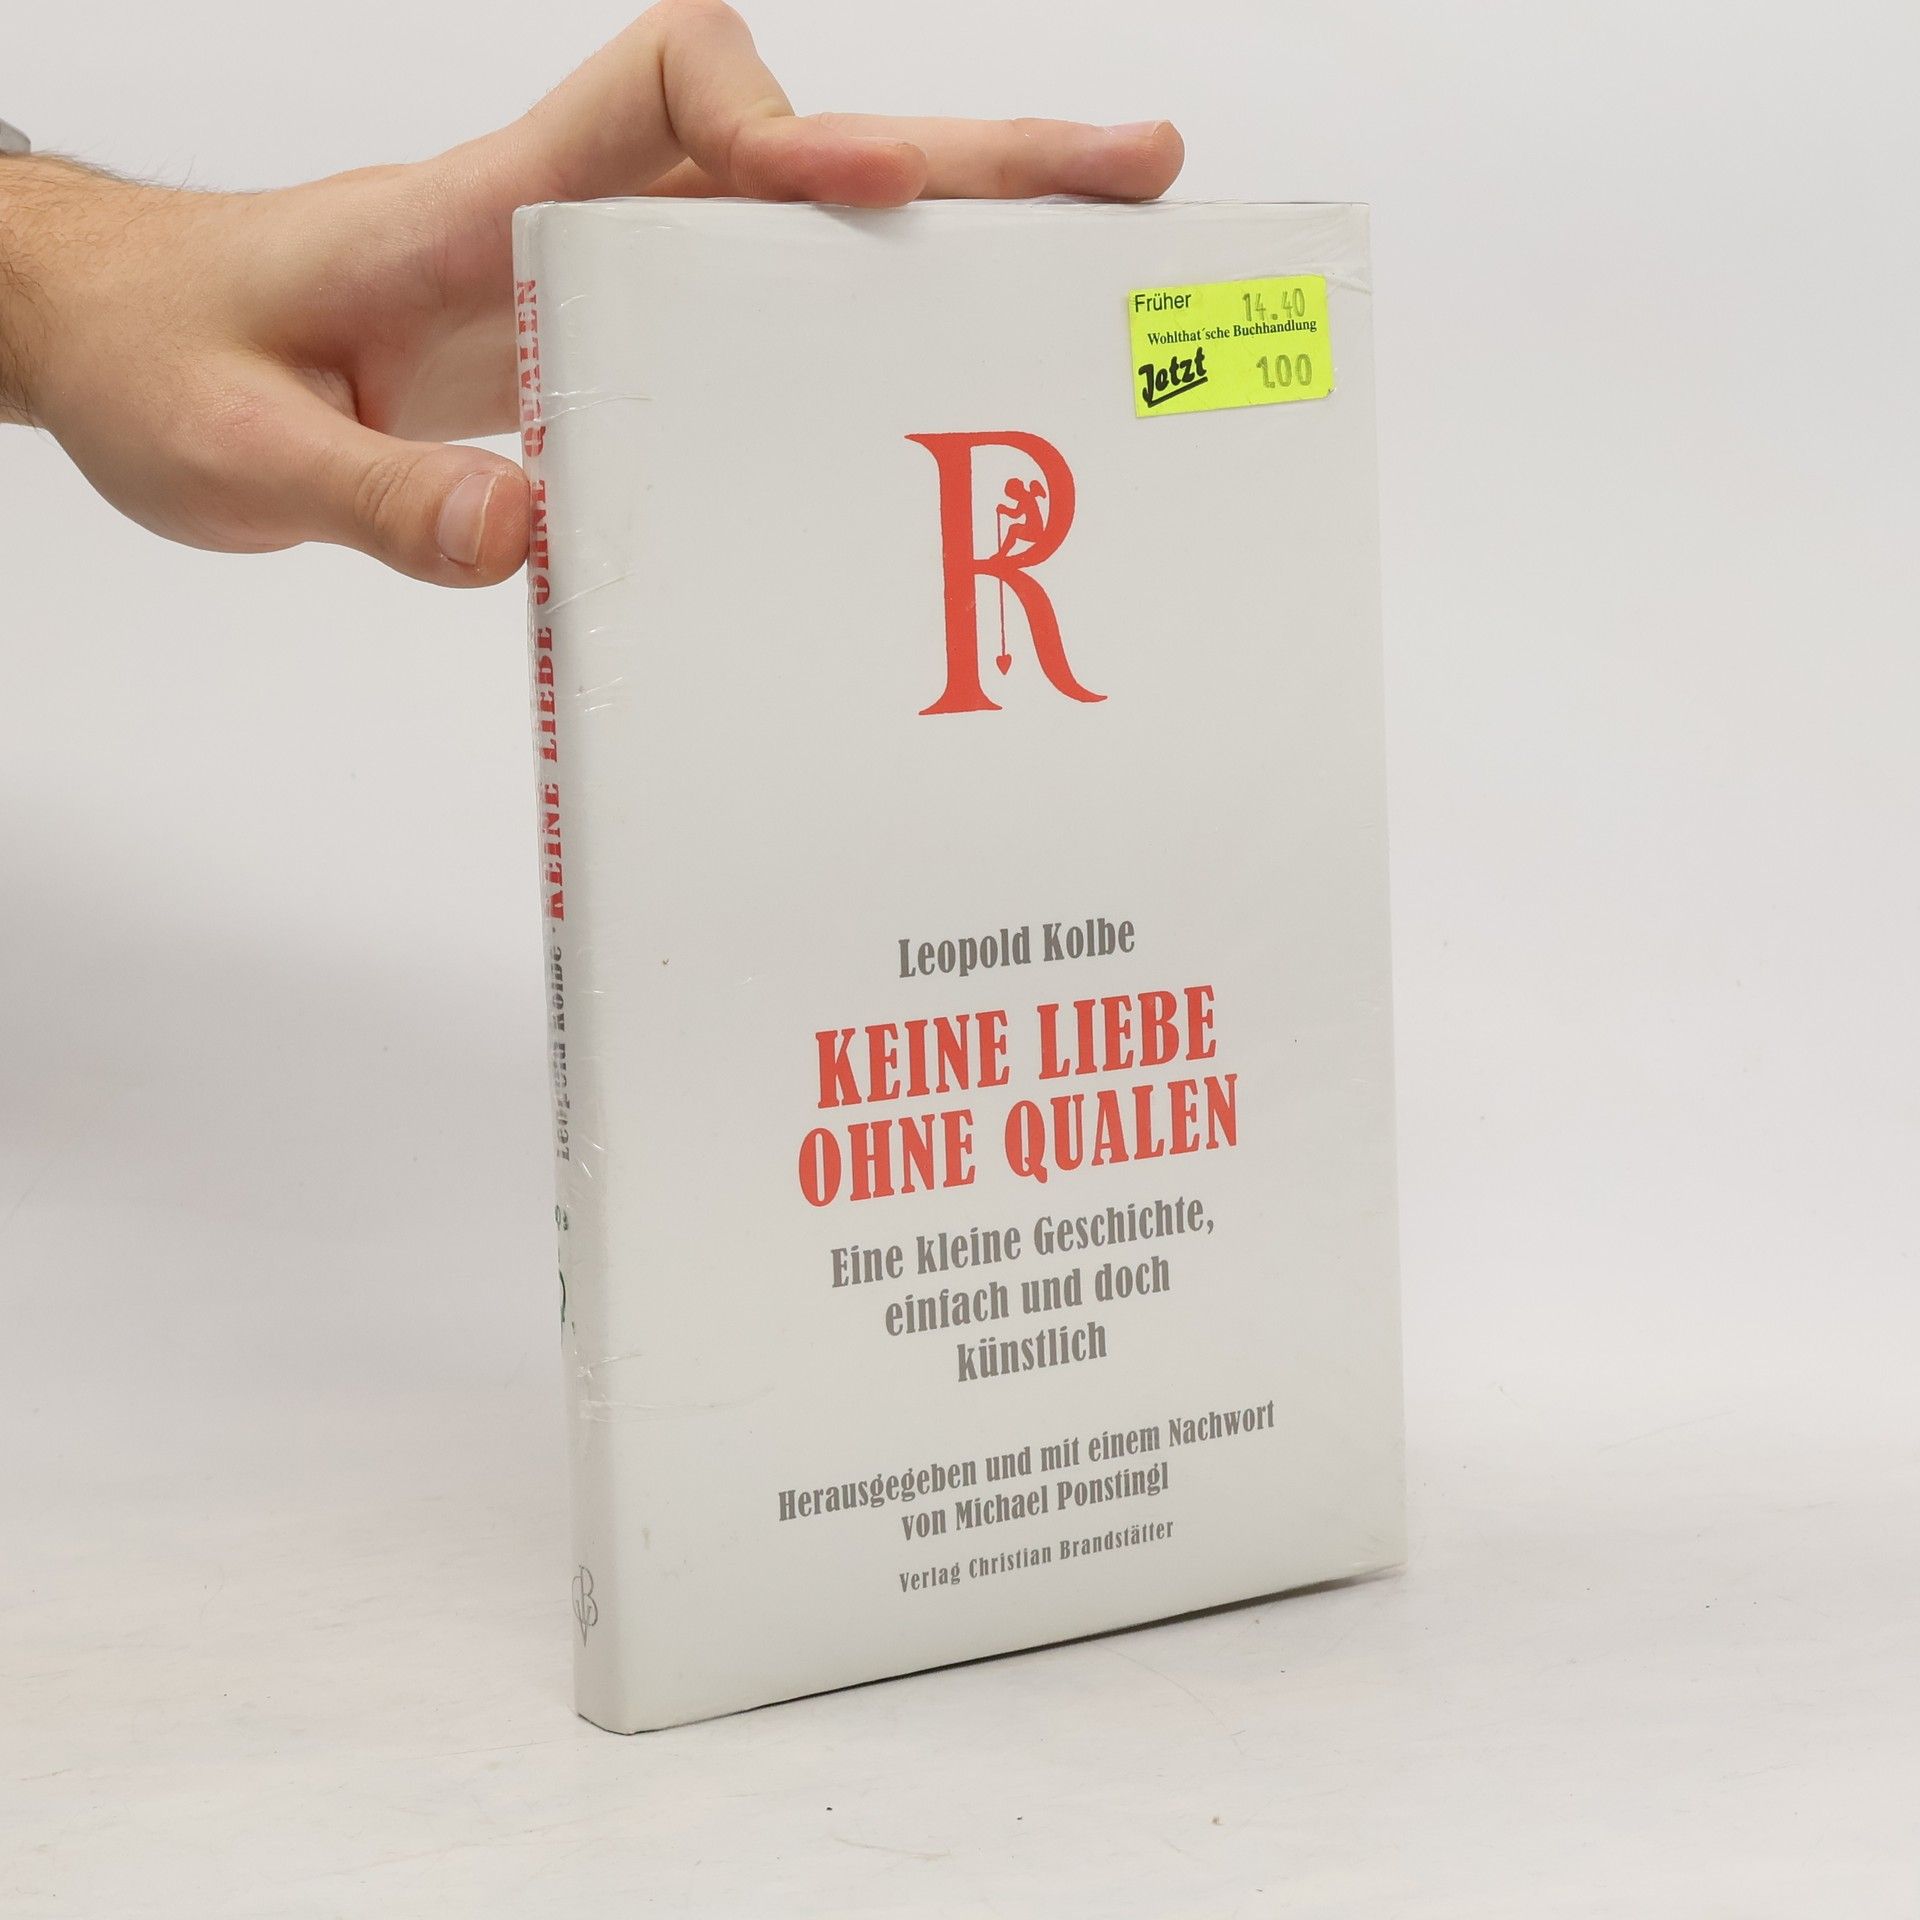 Früher 14.40
Wohlthat´sche Buchhandlung
Jetzt 1.00
R
Leopold Kolbe
KEINE LIEBE
OHNE QUALEN
Eine kleine Geschichte,
einfach und doch
künstlich
Herausgegeben und mit einem Nachwort
von Michael Ponstingl
Verlag Christian Brandstätter
Leopold Kolbe · KEINE LIEBE OHNE QUALEN